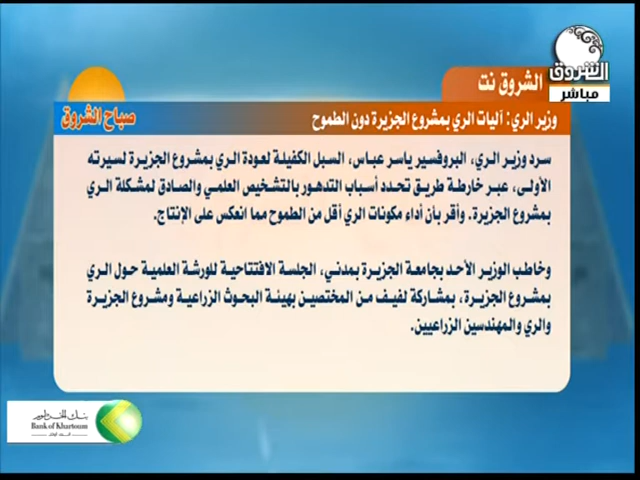 الشروق
مباشر
الشروق نت
صباح الشروق
وزير الري: آليات الري بمشروع الجزيرة دون الطموح
سرد وزير الري، البروفسير ياسر عباس، السبل الكفيلة لعودة الري بمشروع الجزيرة لسيرته
الأولى، عبر خارطة طريق تحدد أسباب التدهور بالتشخيص العلمي والصادق لمشكلة الري
بمشروع الجزيرة. وأقر بأن أداء مكونات الري أقل من الطموح مما انعكس على الإنتاج.
وخاطب الوزير الأحد بجامعة الجزيرة بمدني، الجلسة الافتتاحية للورشة العلمية حول الري
بمشروع الجزيرة، بمشاركة لفيف من المختصين بهيئة البحوث الزراعية ومشروع الجزيرة
والري والمهندسين الزراعيين.
بنك الخرطوم
Bank of Khartoum